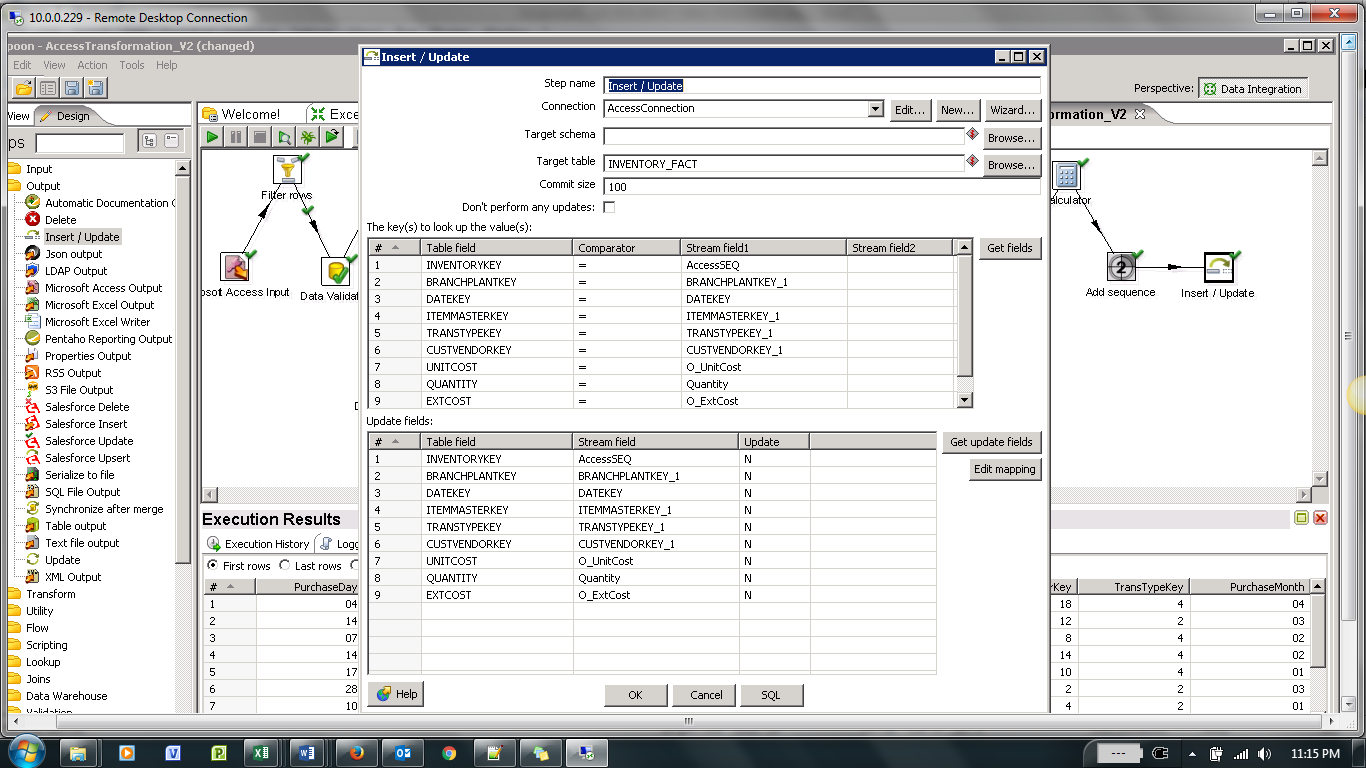 10.0.0.229 - Remote Desktop Connection
poon - AccessTransformation_V2 (changed)
Edit View Action Tools Help
Perspective: Data Integration
View Design
Welcome! Exce
ormation_V2
ps
Input
Output
Automatic Documentation O
Delete
Insert / Update
Json output
LDAP Output
Microsoft Access Output
Microsoft Excel Output
Microsoft Excel Writer
Pentaho Reporting Output
Properties Output
RSS Output
S3 File Output
Salesforce Delete
Salesforce Insert
Salesforce Update
Salesforce Upsert
Serialize to file
SQL File Output
Synchronize after merge
Table output
Text file output
Update
XML Output
Transform
Utility
Flow
Scripting
Lookup
Joins
Data Warehouse
Validation
Filter rows
osoft Access Input
Data Validat
D
Insert / Update
Step name Insert / Update
Connection AccessConnection Edit... New... Wizard...
Target schema Browse...
Target table INVENTORY_FACT Browse...
Commit size 100
Don't perform any updates:
The key(s) to look up the value(s):
# Table field Comparator Stream field1 Stream field2 Get fields
1 INVENTORYKEY = AccessSEQ
2 BRANCHPLANTKEY = BRANCHPLANTKEY_1
3 DATEKEY = DATEKEY
4 ITEMMASTERKEY = ITEMMASTERKEY_1
5 TRANSTYPEKEY = TRANSTYPEKEY_1
6 CUSTVENDORKEY = CUSTVENDORKEY_1
7 UNITCOST = O_UnitCost
8 QUANTITY = Quantity
9 EXTCOST = O_ExtCost
Update fields:
# Table field Stream field Update Get update fields
Edit mapping
1 INVENTORYKEY AccessSEQ N
2 BRANCHPLANTKEY BRANCHPLANTKEY_1 N
3 DATEKEY DATEKEY N
4 ITEMMASTERKEY ITEMMASTERKEY_1 N
5 TRANSTYPEKEY TRANSTYPEKEY_1 N
6 CUSTVENDORKEY CUSTVENDORKEY_1 N
7 UNITCOST O_UnitCost N
8 QUANTITY Quantity N
9 EXTCOST O_ExtCost N
Help OK Cancel SQL
alculator
2
Add sequence
Insert / Update
Execution Results
Execution History Logg
First rows Last rows
# PurchaseDay
1 04
2 14
3 07
4 14
5 17
6 28
7 10
rKey TransTypeKey PurchaseMonth
18 4 04
12 2 03
8 4 02
14 4 02
10 4 01
2 2 03
4 2 01
11:15 PM